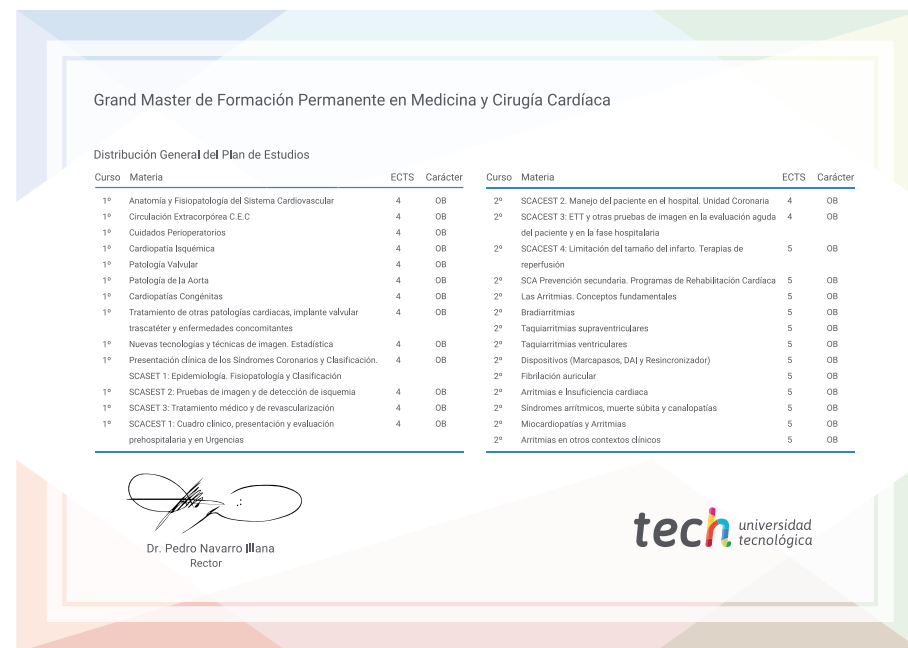 Grand Master de Formación Permanente en Medicina y Cirugía Cardíaca
Distribución General del Plan de Estudios
Curso Materia ECTS Carácter
1º Anatomía y Fisiopatología del Sistema Cardiovascular 4 OB
1º Circulación Extracorpórea C.E.C 4 OB
1º Cuidados Perioperatorios 4 OB
1º Cardiopatía Isquémica 4 OB
1º Patología Valvular 4 OB
1º Patología de la Aorta 4 OB
1º Cardiopatías Congénitas 4 OB
1º Tratamiento de otras patologías cardiacas, implante valvular 4 OB
trascatéter y enfermedades concomitantes
1º Nuevas tecnologías y técnicas de imagen. Estadística 4 OB
1º Presentación clínica de los Síndromes Coronarios y Clasificación. 4 OB
SCASET 1: Epidemiología. Fisiopatología y Clasificación
1º SCASEST 2: Pruebas de imagen y de detección de isquemia 4 OB
1º SCASET 3: Tratamiento médico y de revascularización 4 OB
1º SCACEST 1: Cuadro clínico, presentación y evaluación 4 OB
prehospitalaria y en Urgencias
Curso Materia ECTS Carácter
2º SCACEST 2. Manejo del paciente en el hospital. Unidad Coronaria 4 OB
2º SCACEST 3: ETT y otras pruebas de imagen en la evaluación aguda 4 OB
del paciente y en la fase hospitalaria
2º SCACEST 4: Limitación del tamaño del infarto. Terapias de 5 OB
reperfusión
2º SCA Prevención secundaria. Programas de Rehabilitación Cardíaca 5 OB
2º Las Arritmias. Conceptos fundamentales 5 OB
2º Bradiarritmias 5 OB
2º Taquiarritmias supraventriculares 5 OB
2º Taquiarritmias ventriculares 5 OB
2º Dispositivos (Marcapasos, DAI y Resincronizador) 5 OB
2º Fibrilación auricular 5 OB
2º Arritmias e Insuficiencia cardiaca 5 OB
2º Síndromes arrítmicos, muerte súbita y canalopatías 5 OB
2º Miocardiopatías y Arritmias 5 OB
2º Arritmias en otros contextos clínicos 5 OB
Dr. Pedro Navarro Illana
Rector
tech universidad
tecnológica